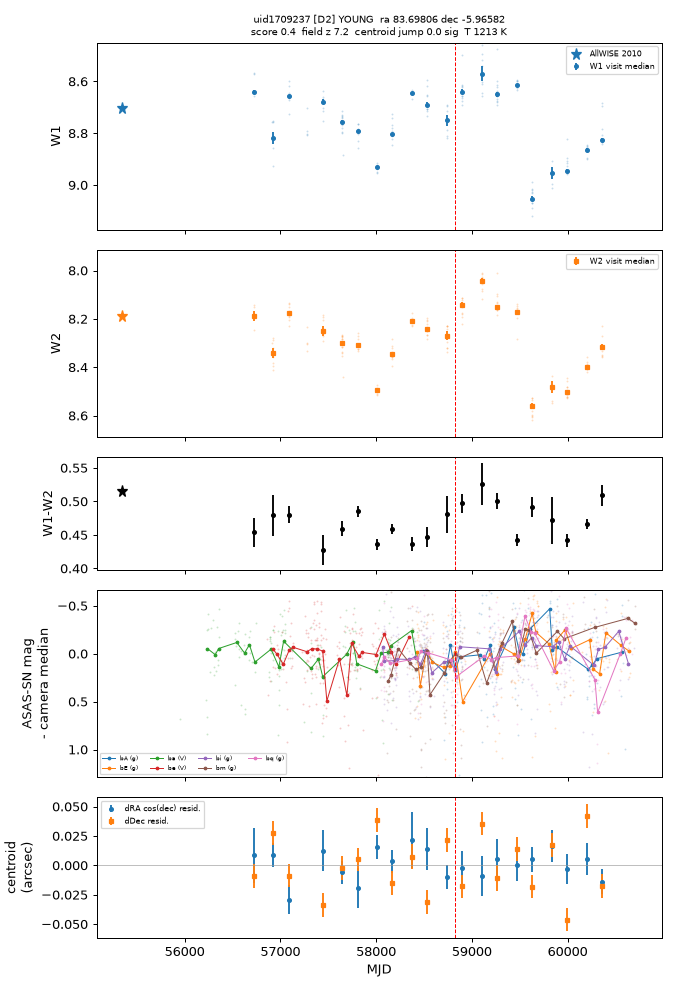 uid1709237 [D2] YOUNG ra 83.69806 dec -5.96582
score 0.4 field z 7.2 centroid jump 0.0 sig T 1213 K
W1
8.6
8.8
9.0
AllWISE 2010
W1 visit median
W2
8.0
8.2
8.4
8.6
W2 visit median
W1-W2
0.55
0.50
0.45
0.40
ASAS-SN mag
- camera median
−0.5
0.0
0.5
1.0
bA (g)
bE (g)
ba (V)
be (V)
bi (g)
bm (g)
bq (g)
centroid
(arcsec)
0.050
0.025
0.000
−0.025
−0.050
dRA cos(dec) resid.
dDec resid.
56000
57000
58000
59000
60000
MJD